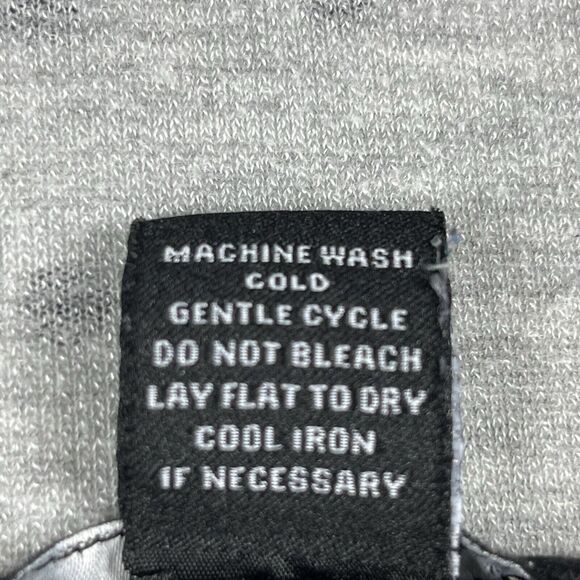 MACHINE WASH
COLD
GENTLE CYCLE
DO NOT BLEACH
LAY FLAT TO DRY
COOL IRON
IF NECESSARY